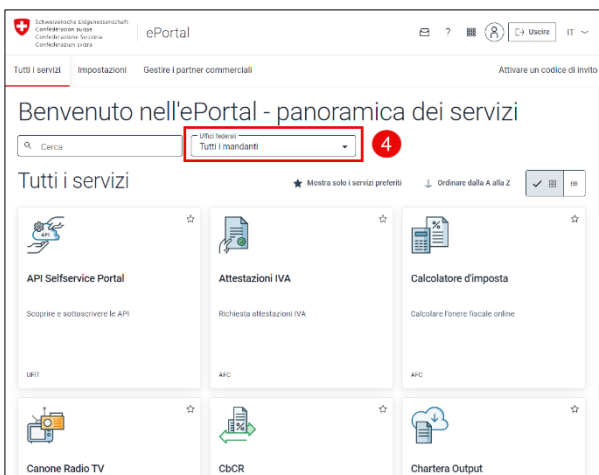 Schweizerische Eidgenossenschaft
Confédération suisse
Confederazione Svizzera
Confederaziun svizra
ePortal
?
R
Uscire
IT
Tutti i servizi
Impostazioni
Gestire i partner commerciali
Attivare un codice di invito
Benvenuto nell'ePortal - panoramica dei servizi
Cerca
Uffici federali
Tutti i mandanti
4
Tutti i servizi
Mostra solo i servizi preferiti
Ordinare dalla A alla Z
API
API Selfservice Portal
Scoprire e sottoscrivere le API
UFIT
Attestazioni IVA
Richiesta attestazioni IVA
AFC
%
Calcolatore d'imposta
Calcolare l'onere fiscale online
AFC
Canone Radio TV
CbCR
Chartera Output